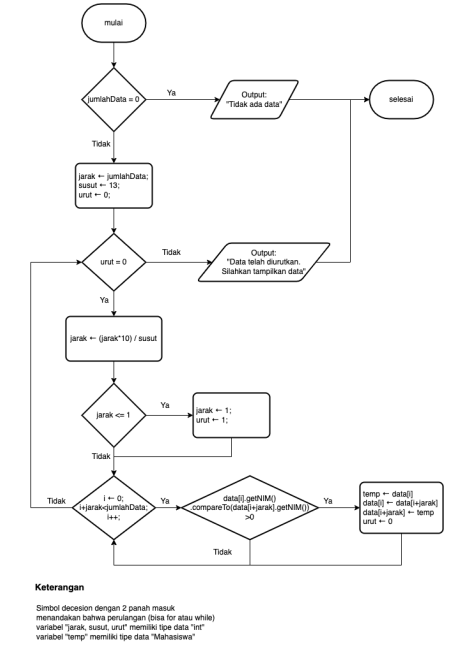 mulai
jumlahData = 0
Ya
Output:
"Tidak ada data"
selesai
Tidak
jarak ← jumlahData;
susut ← 13;
urut ← 0;
urut = 0
Tidak
Output:
"Data telah diurutkan.
Silahkan tampilkan data"
Ya
jarak ← (jarak*10) / susut
jarak <= 1
Ya
jarak ← 1;
urut ← 1;
Tidak
i ← 0;
i+jarak<jumlahData;
i++;
Tidak
Ya
data[i].getNIM()
.compareTo(data[i+jarak].getNIM())
>0
Ya
temp ← data[i]
data[i] ← data[i+jarak]
data[i+jarak] ← temp
urut ← 0
Tidak
Keterangan
Simbol decesion dengan 2 panah masuk
menandakan bahwa perulangan (bisa for atau while)
variabel "jarak, susut, urut" memiliki tipe data "int"
variabel "temp" memiliki tipe data "Mahasiswa"